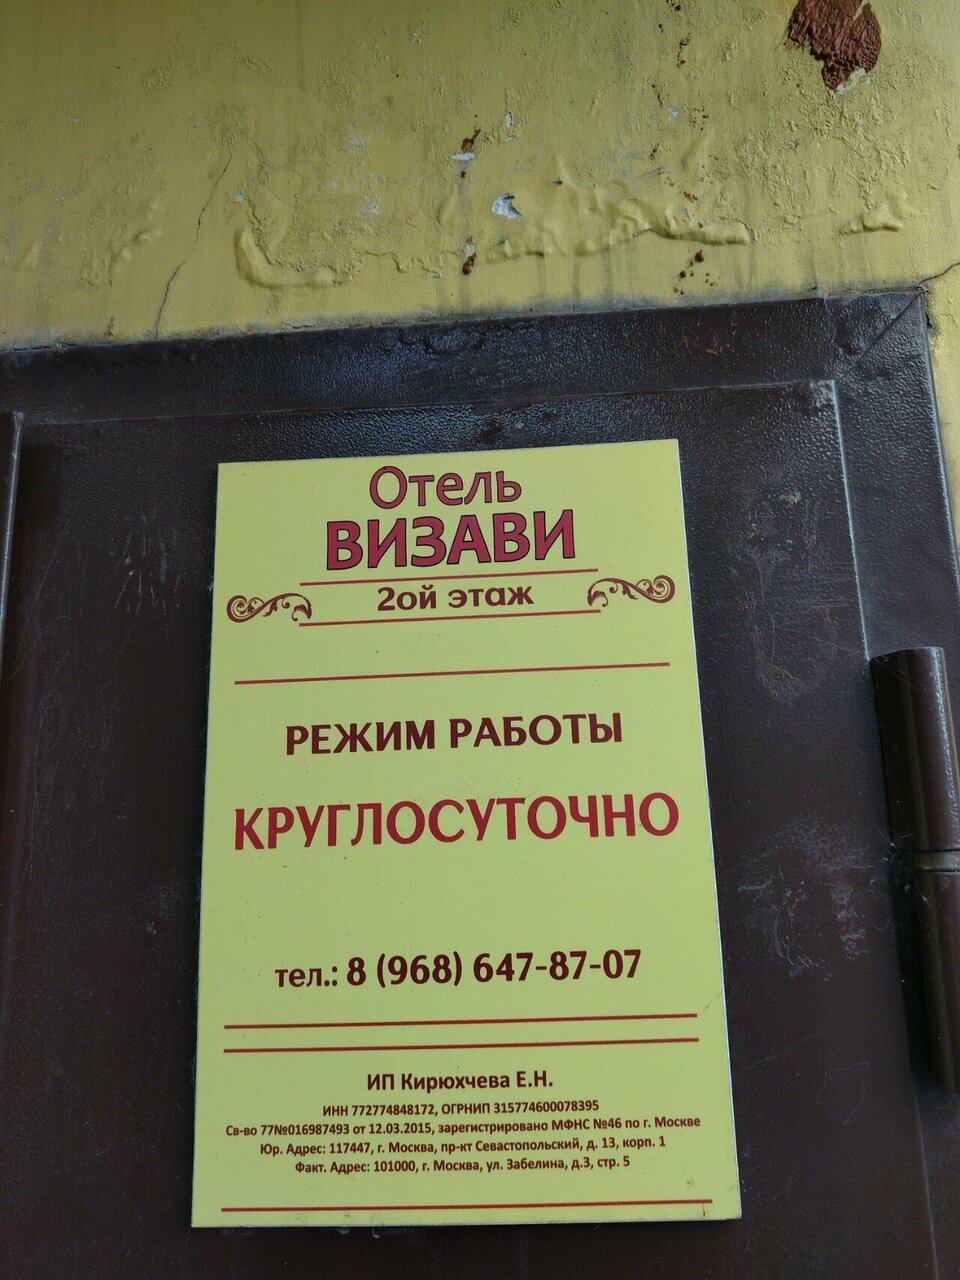 Отель
ВИЗАВИ
2ой этаж
РЕЖИМ РАБОТЫ
КРУГЛОСУТОЧНО
тел.: 8 (968) 647-87-07
ИП Кирюхчева Е.Н.
ИНН 772774848172, ОГРНИП 315774600078395
Св-во 77№016987493 от 12.03.2015, зарегистрировано МФНС №46 по г. Москве
Юр. Адрес: 117447, г. Москва, пр-кт Севастопольский, д. 13, корп. 1
Факт. Адрес: 101000, г. Москва, ул. Забелина, д.3, стр. 5